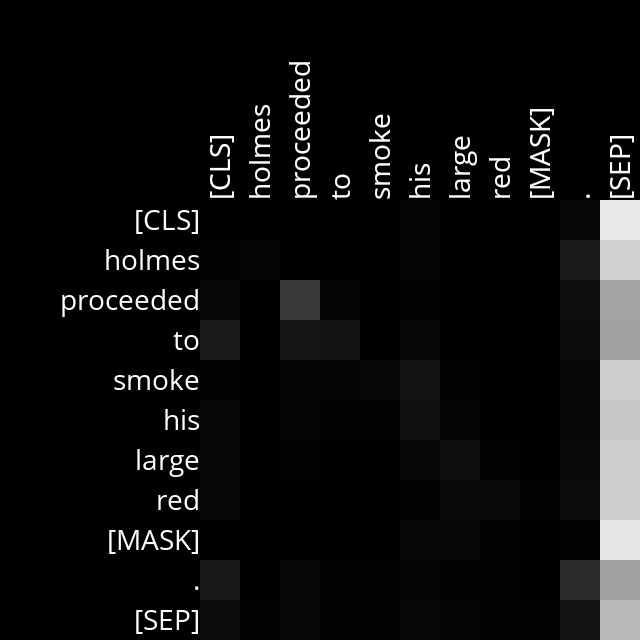 [CLS] holmes proceeded to smoke his large red [MASK] . [SEP]
[CLS]
holmes
proceeded
to
smoke
his
large
red
[MASK]
.
[SEP]